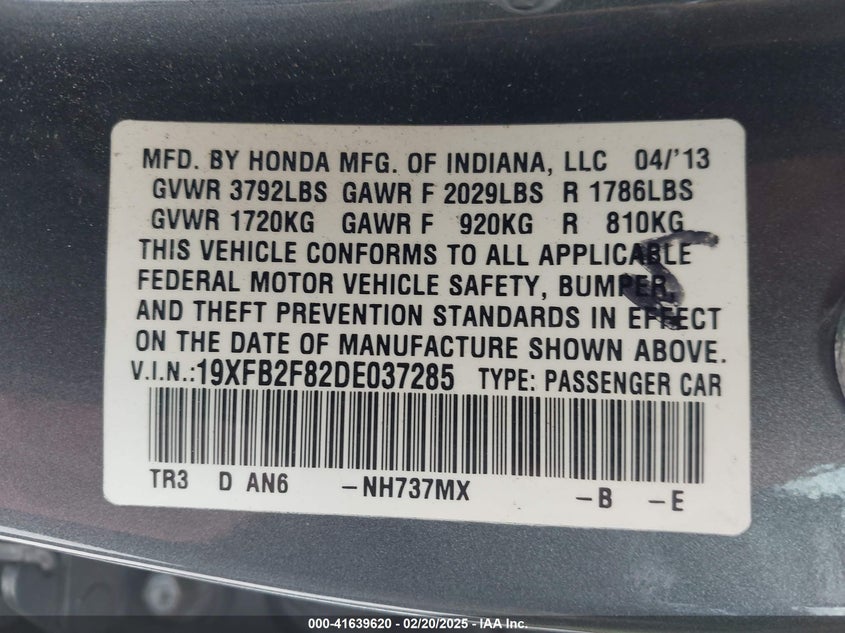 MFD. BY HONDA MFG. OF INDIANA, LLC 04/'13
GVWR 3792LBS GAWR F 2029LBS R 1786LBS
GVWR 1720KG GAWR F 920KG R 810KG
THIS VEHICLE CONFORMS TO ALL APPLICABLE
FEDERAL MOTOR VEHICLE SAFETY, BUMPER,
AND THEFT PREVENTION STANDARDS IN EFFECT
ON THE DATE OF MANUFACTURE SHOWN ABOVE.
V.I.N.:19XFB2F82DE037285 TYPE: PASSENGER CAR
TR3 D AN6 -NH737MX -B -E
000-41639620 - 02/20/2025 - IAA Inc.